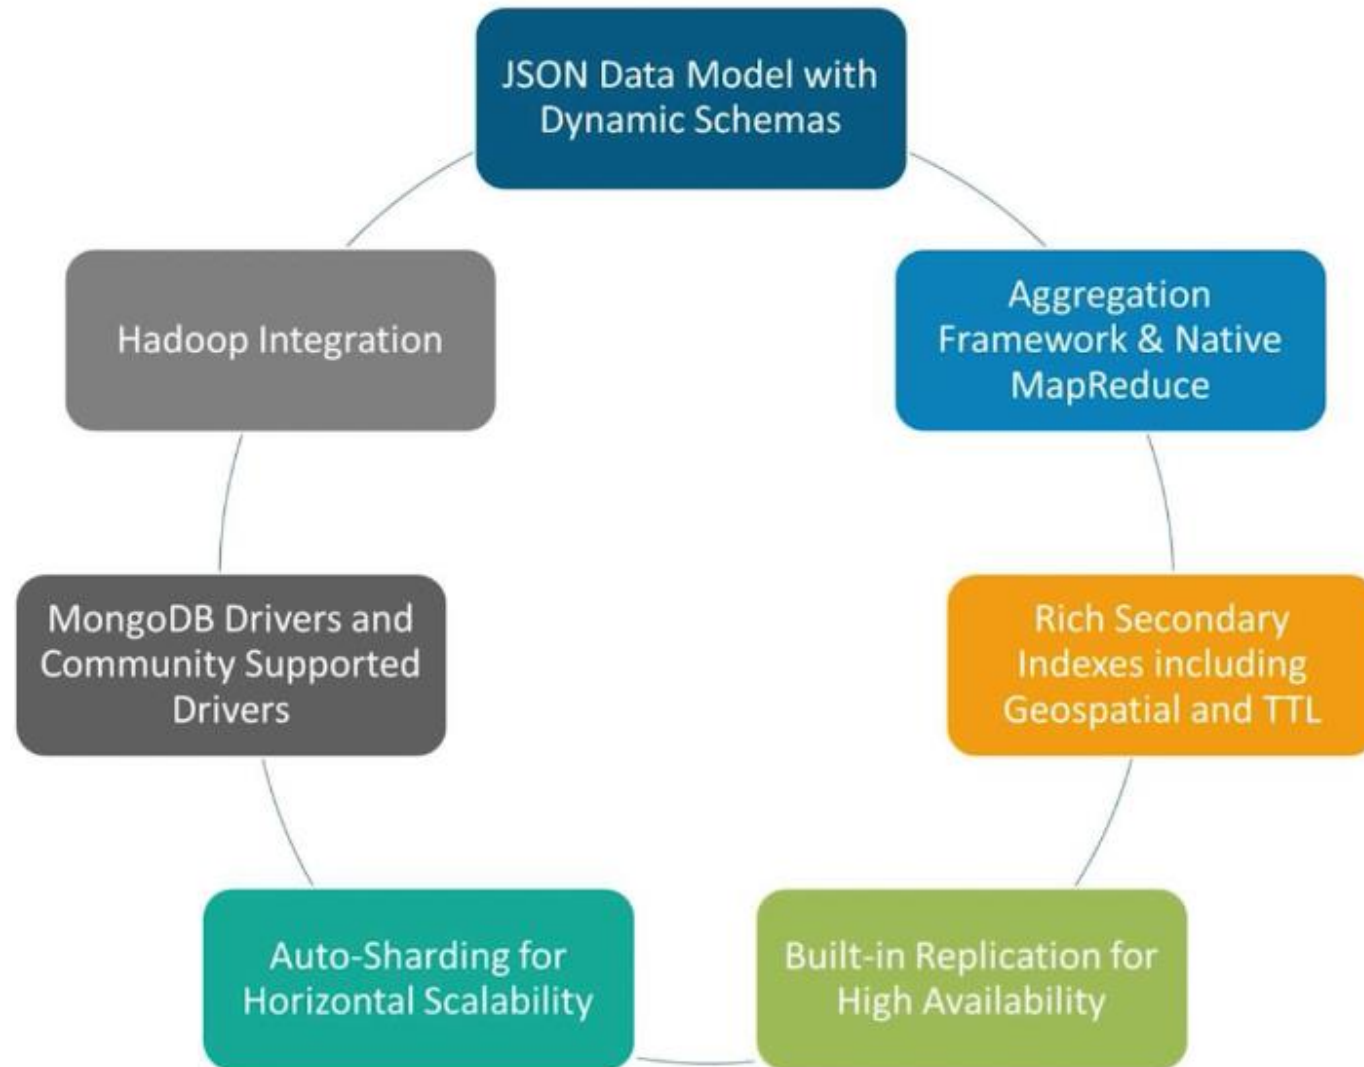 JSON Data Model with
Dynamic Schemas
Aggregation
Framework & Native
MapReduce
Rich Secondary
Indexes including
Geospatial and TTL
Built-in Replication for
High Availability
Auto-Sharding for
Horizontal Scalability
MongoDB Drivers and
Community Supported
Drivers
Hadoop Integration